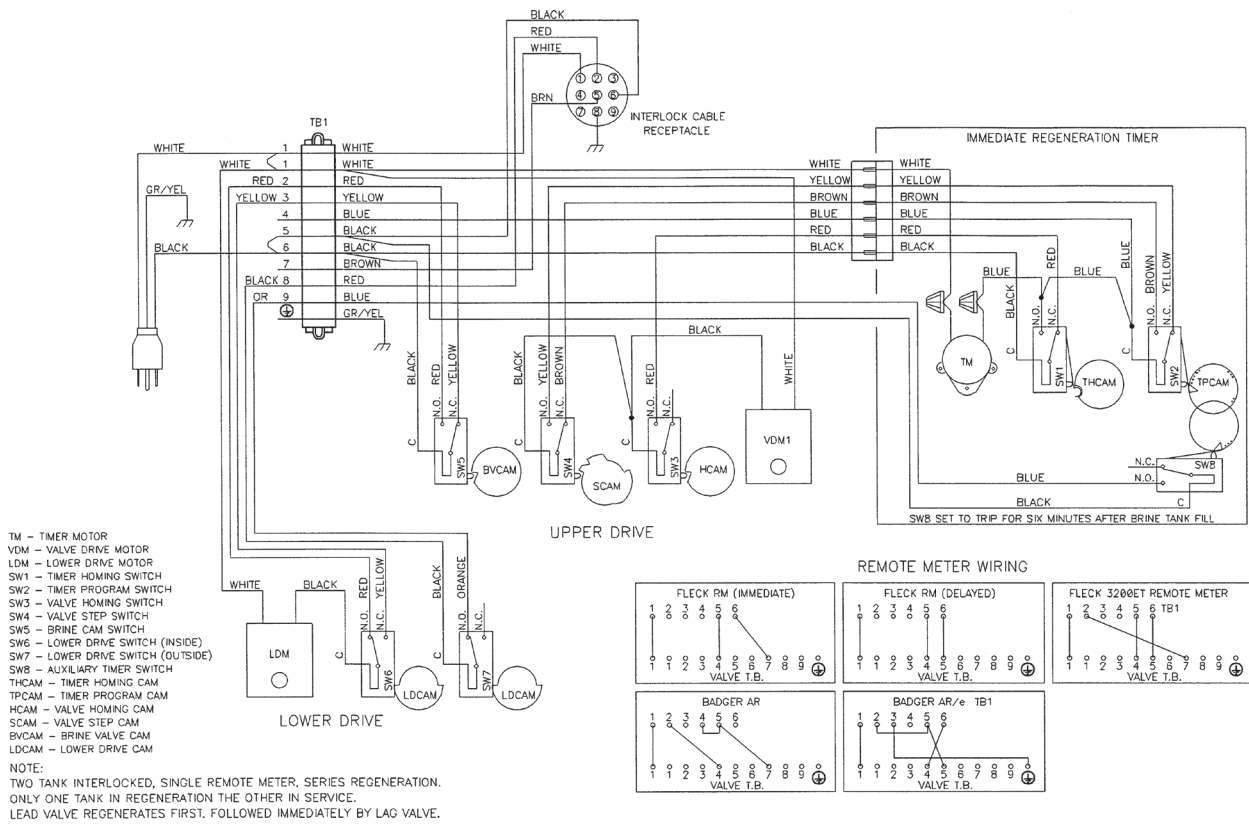 BLACK
RED
WHITE
1 2 3
4 5 6
7 8 9
BRN
INTERLOCK CABLE
RECEPTACLE
TB1
WHITE 1 WHITE
WHITE 1 WHITE
RED 2 RED
YELLOW 3 YELLOW
4 BLUE
5 BLACK
BLACK 6 BLACK
7 BROWN
BLACK 8 RED
OR 9 BLUE
GR/YEL
GR/YEL
IMMEDIATE REGENERATION TIMER
WHITE WHITE
YELLOW YELLOW
BROWN BROWN
BLUE BLUE
RED RED
BLACK BLACK
BLUE
RED
BLUE
BLUE
BROWN
YELLOW
BLACK
N.O.
N.C.
C
SW1
THCAM
TM
N.O.
N.C.
C
SW2
TPCAM
N.C.
N.O.
SW8
C
BLUE
BLACK
SW8 SET TO TRIP FOR SIX MINUTES AFTER BRINE TANK FILL
BLACK
RED
YELLOW
N.O.
N.C.
C
SW5
BVCAM
BLACK
YELLOW
BROWN
N.O.
N.C.
C
SW4
SCAM
BLACK
RED
N.O.
N.C.
C
SW3
HCAM
WHITE
VDM1
UPPER DRIVE
WHITE
BLACK
LDM
RED
YELLOW
N.O.
N.C.
C
SW6
LDCAM
BLACK
ORANGE
N.O.
N.C.
C
SW7
LDCAM
LOWER DRIVE
TM – TIMER MOTOR
VDM – VALVE DRIVE MOTOR
LDM – LOWER DRIVE MOTOR
SW1 – TIMER HOMING SWITCH
SW2 – TIMER PROGRAM SWITCH
SW3 – VALVE HOMING SWITCH
SW4 – VALVE STEP SWITCH
SW5 – BRINE CAM SWITCH
SW6 – LOWER DRIVE SWITCH (INSIDE)
SW7 – LOWER DRIVE SWITCH (OUTSIDE)
SW8 – AUXILIARY TIMER SWITCH
THCAM – TIMER HOMING CAM
TPCAM – TIMER PROGRAM CAM
HCAM – VALVE HOMING CAM
SCAM – VALVE STEP CAM
BVCAM – BRINE VALVE CAM
LDCAM – LOWER DRIVE CAM
NOTE:
TWO TANK INTERLOCKED, SINGLE REMOTE METER, SERIES REGENERATION.
ONLY ONE TANK IN REGENERATION THE OTHER IN SERVICE.
LEAD VALVE REGENERATES FIRST, FOLLOWED IMMEDIATELY BY LAG VALVE.
REMOTE METER WIRING
FLECK RM (IMMEDIATE)
1 2 3 4 5 6
1 1 2 3 4 5 6 7 8 9
VALVE T.B.
FLECK RM (DELAYED)
1 2 3 4 5 6
1 1 2 3 4 5 6 7 8 9
VALVE T.B.
FLECK 3200ET REMOTE METER
1 2 3 4 5 6 TB1
1 1 2 3 4 5 6 7 8 9
VALVE T.B.
BADGER AR
1 2 3 4 5 6
1 1 2 3 4 5 6 7 8 9
VALVE T.B.
BADGER AR/e TB1
1 2 3 4 5 6
1 1 2 3 4 5 6 7 8 9
VALVE T.B.